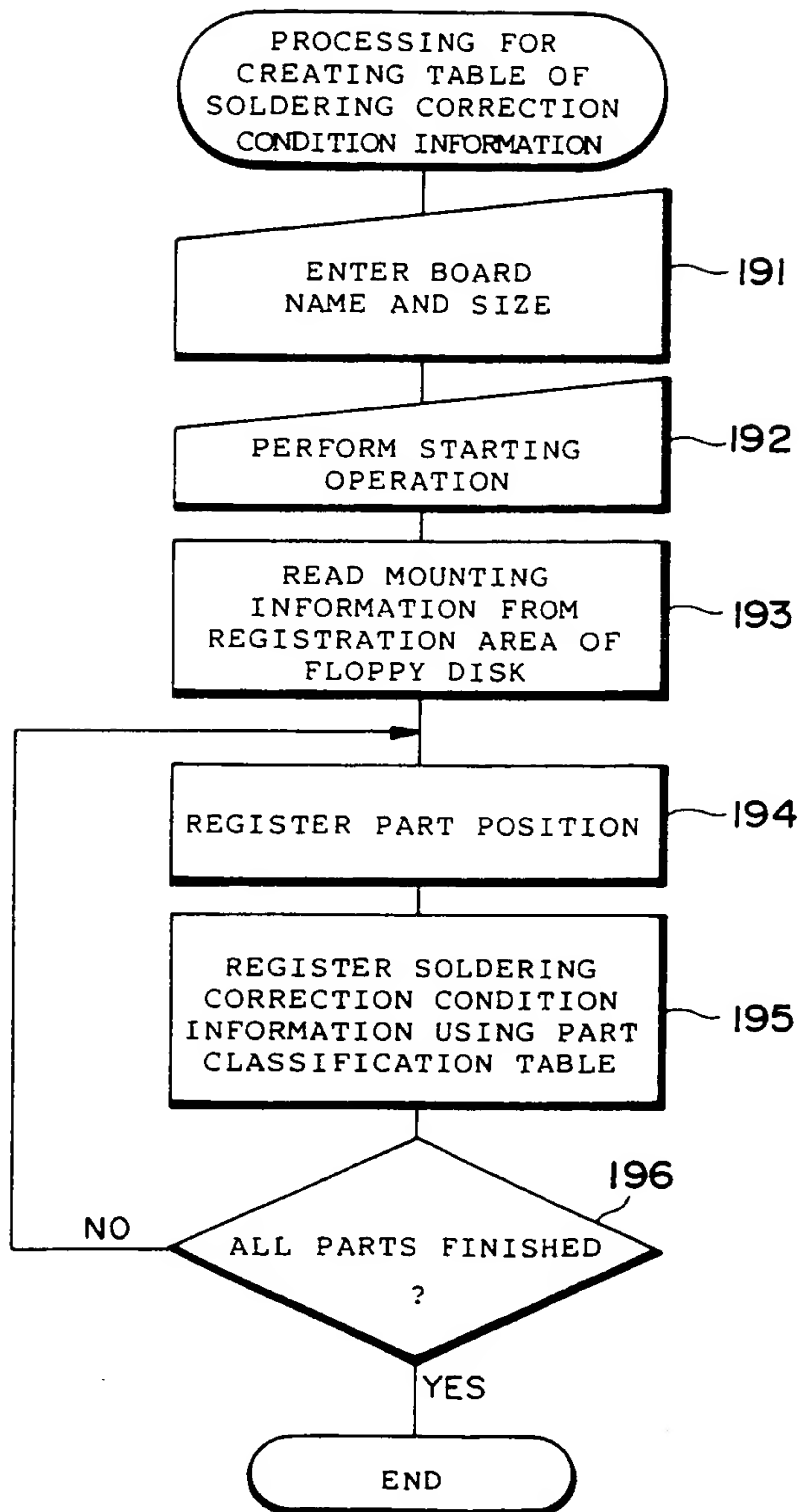 PROCESSING FOR
CREATING TABLE OF
SOLDERING CORRECTION
CONDITION INFORMATION
ENTER BOARD
NAME AND SIZE
191
PERFORM STARTING
OPERATION
192
READ MOUNTING
INFORMATION FROM
REGISTRATION AREA OF
FLOPPY DISK
193
REGISTER PART POSITION
194
REGISTER SOLDERING
CORRECTION CONDITION
INFORMATION USING PART
CLASSIFICATION TABLE
195
196
NO
ALL PARTS FINISHED
?
YES
END